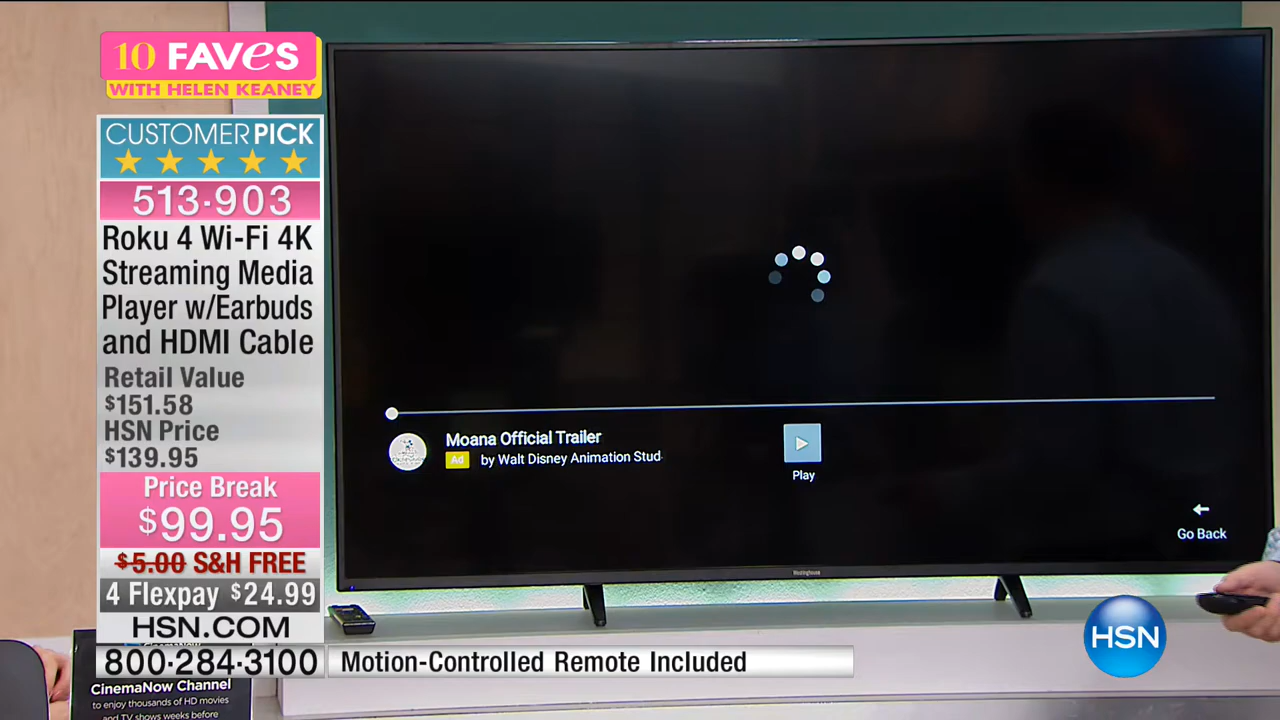 10 FAVeS
WITH HELEN KEANEY
CUSTOMERPICK
513·903
Roku 4 Wi-Fi 4K
Streaming Media
Player w/Earbuds
and HDMI Cable
Retail Value
$151.58
HSN Price
$139.95
Price Break
$99.95
$5.00 S&H FREE
4 Flexpay $24.99
HSN.COM
800·284·3100
Motion-Controlled Remote Included
Moana Official Trailer
Ad by Walt Disney Animation Stud
Play
Go Back
Westinghouse
HSN
CinemaNow
CinemaNow Channel
to enjoy thousands of HD movies
and TV shows weeks before